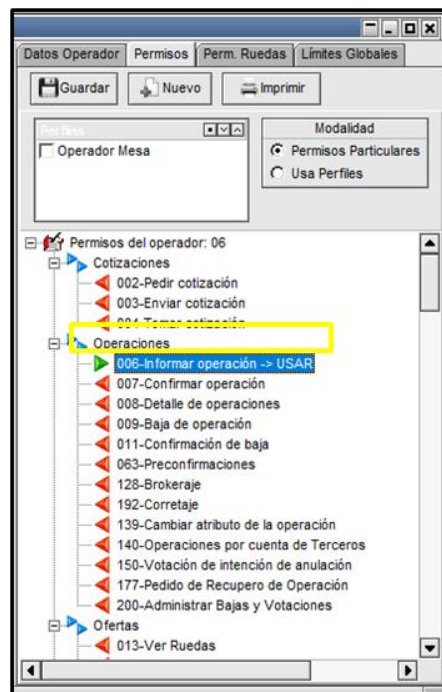 Datos Operador Permisos Perm. Ruedas Límites Globales
Guardar Nuevo Imprimir
Perfiles
Operador Mesa
Modalidad
Permisos Particulares
Usa Perfiles
Permisos del operador: 06
Cotizaciones
002-Pedir cotización
003-Enviar cotización
004-Tomar cotización
Operaciones
006-Informar operación -> USAR
007-Confirmar operación
008-Detalle de operaciones
009-Baja de operación
011-Confirmación de baja
063-Preconfirmaciones
128-Brokeraje
192-Corretaje
139-Cambiar atributo de la operación
140-Operaciones por cuenta de Terceros
150-Votación de intención de anulación
177-Pedido de Recupero de Operación
200-Administrar Bajas y Votaciones
Ofertas
013-Ver Ruedas